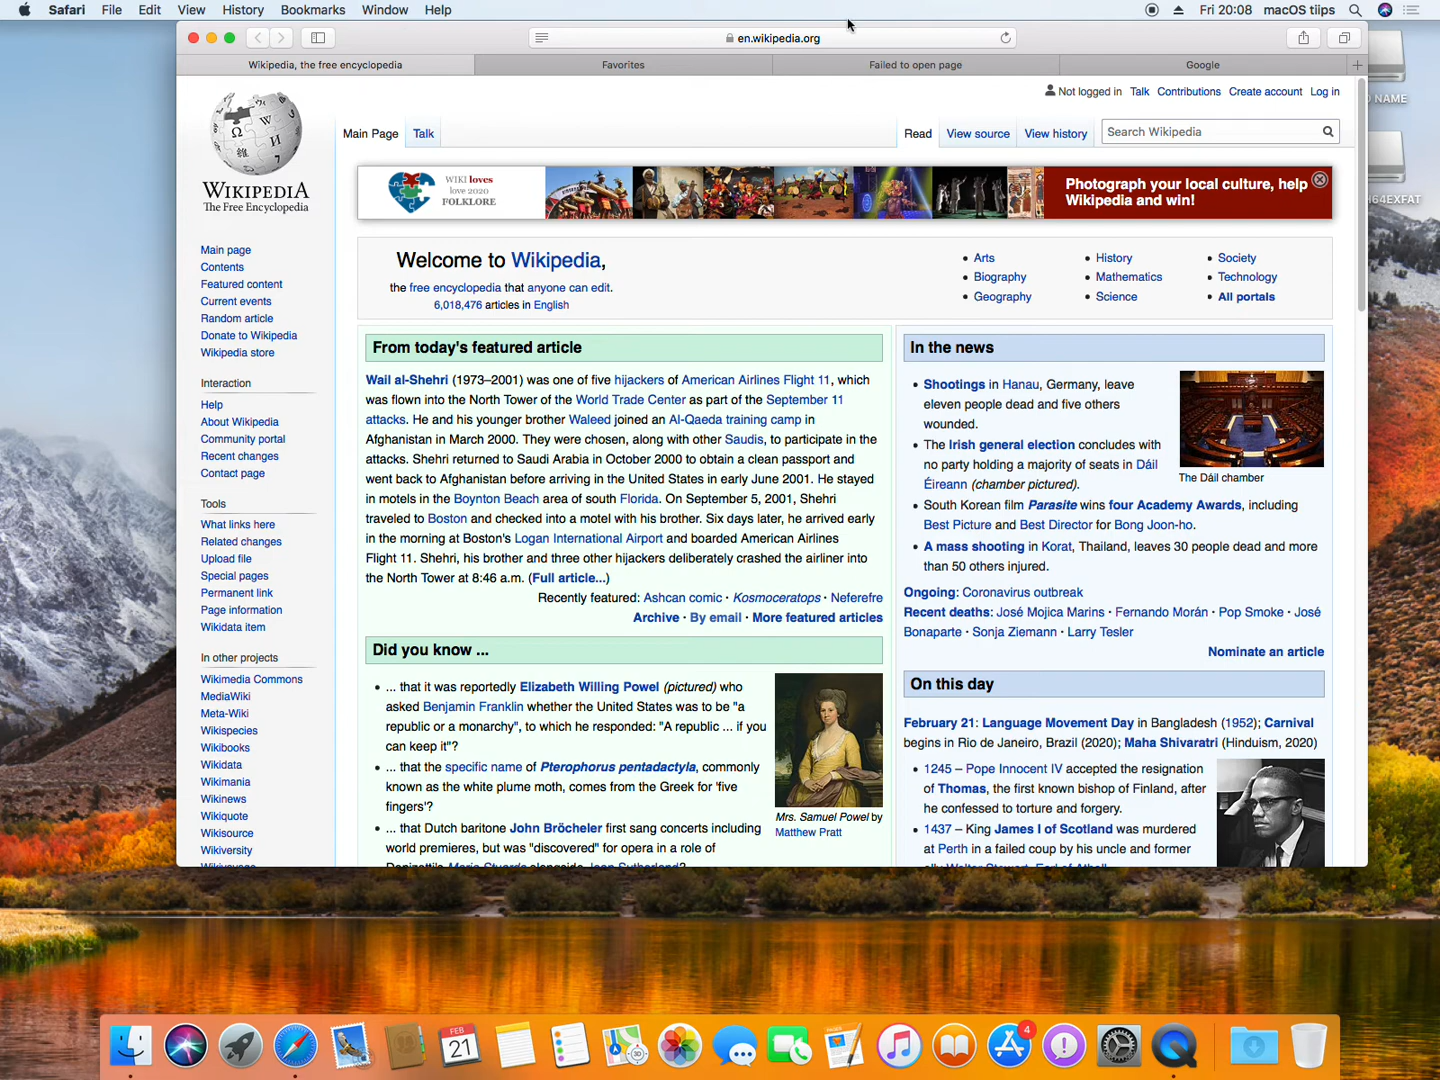 Safari File Edit View History Bookmarks Window Help
Fri 20:08 macOS tiips
en.wikipedia.org
Wikipedia, the free encyclopedia
Favorites
Failed to open page
Google
NAME
H64EXFAT
WIKIPEDIA
The Free Encyclopedia
Main page
Contents
Featured content
Current events
Random article
Donate to Wikipedia
Wikipedia store
Interaction
Help
About Wikipedia
Community portal
Recent changes
Contact page
Tools
What links here
Related changes
Upload file
Special pages
Permanent link
Page information
Wikidata item
In other projects
Wikimedia Commons
MediaWiki
Meta-Wiki
Wikispecies
Wikibooks
Wikidata
Wikimania
Wikinews
Wikiquote
Wikisource
Wikiversity
Wikivoyage
Not logged in Talk Contributions Create account Log in
Main Page Talk
Read View source View history
Search Wikipedia
WIKI loves
love 2020
FOLKLORE
Photograph your local culture, help
Wikipedia and win!
Welcome to Wikipedia,
the free encyclopedia that anyone can edit.
6,018,476 articles in English
• Arts
• Biography
• Geography
• History
• Mathematics
• Science
• Society
• Technology
• All portals
From today's featured article
Wail al-Shehri (1973–2001) was one of five hijackers of American Airlines Flight 11, which
was flown into the North Tower of the World Trade Center as part of the September 11
attacks. He and his younger brother Waleed joined an Al-Qaeda training camp in
Afghanistan in March 2000. They were chosen, along with other Saudis, to participate in the
attacks. Shehri returned to Saudi Arabia in October 2000 to obtain a clean passport and
went back to Afghanistan before arriving in the United States in early June 2001. He stayed
in motels in the Boynton Beach area of south Florida. On September 5, 2001, Shehri
traveled to Boston and checked into a motel with his brother. Six days later, he arrived early
in the morning at Boston's Logan International Airport and boarded American Airlines
Flight 11. Shehri, his brother and three other hijackers deliberately crashed the airliner into
the North Tower at 8:46 a.m. (Full article...)
Recently featured: Ashcan comic · Kosmoceratops · Neferefre
Archive · By email · More featured articles
Did you know ...
• ... that it was reportedly Elizabeth Willing Powel (pictured) who
asked Benjamin Franklin whether the United States was to be "a
republic or a monarchy", to which he responded: "A republic ... if you
can keep it"?
• ... that the specific name of Pterophorus pentadactyla, commonly
known as the white plume moth, comes from the Greek for 'five
fingers'?
• ... that Dutch baritone John Bröcheler first sang concerts including
world premieres, but was "discovered" for opera in a role of
Donizetti's Maria Stuarda alongside Joan Sutherland?
Mrs. Samuel Powel by
Matthew Pratt
In the news
• Shootings in Hanau, Germany, leave
eleven people dead and five others
wounded.
• The Irish general election concludes with
no party holding a majority of seats in Dáil
Éireann (chamber pictured).
• South Korean film Parasite wins four Academy Awards, including
Best Picture and Best Director for Bong Joon-ho.
• A mass shooting in Korat, Thailand, leaves 30 people dead and more
than 50 others injured.
The Dáil chamber
Ongoing: Coronavirus outbreak
Recent deaths: José Mojica Marins · Fernando Morán · Pop Smoke · José
Bonaparte · Sonja Ziemann · Larry Tesler
Nominate an article
On this day
February 21: Language Movement Day in Bangladesh (1952); Carnival
begins in Rio de Janeiro, Brazil (2020); Maha Shivaratri (Hinduism, 2020)
• 1245 – Pope Innocent IV accepted the resignation
of Thomas, the first known bishop of Finland, after
he confessed to torture and forgery.
• 1437 – King James I of Scotland was murdered
at Perth in a failed coup by his uncle and former
ally Walter Stewart, Earl of Atholl.
FEB
21
4